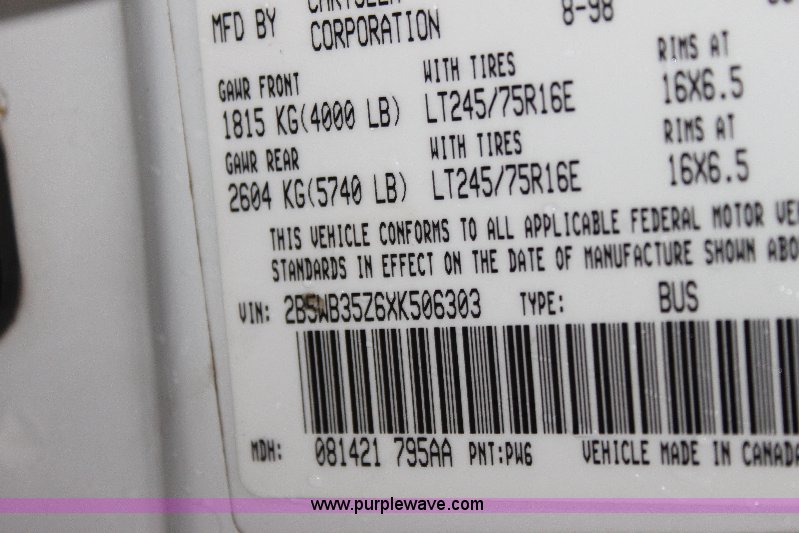 MFD BY
CORPORATION
8-98
GAWR FRONT
WITH TIRES
RIMS AT
1815 KG(4000 LB)
LT245/75R16E
16X6.5
GAWR REAR
WITH TIRES
RIMS AT
2604 KG(5740 LB)
LT245/75R16E
16X6.5
THIS VEHICLE CONFORMS TO ALL APPLICABLE FEDERAL MOTOR VE
STANDARDS IN EFFECT ON THE DATE OF MANUFACTURE SHOWN ABO
VIN: 2B5WB35Z6XK506303 TYPE: BUS
MDH: 081421 795AA PNT:PW6 VEHICLE MADE IN CANADA
www.purplewave.com